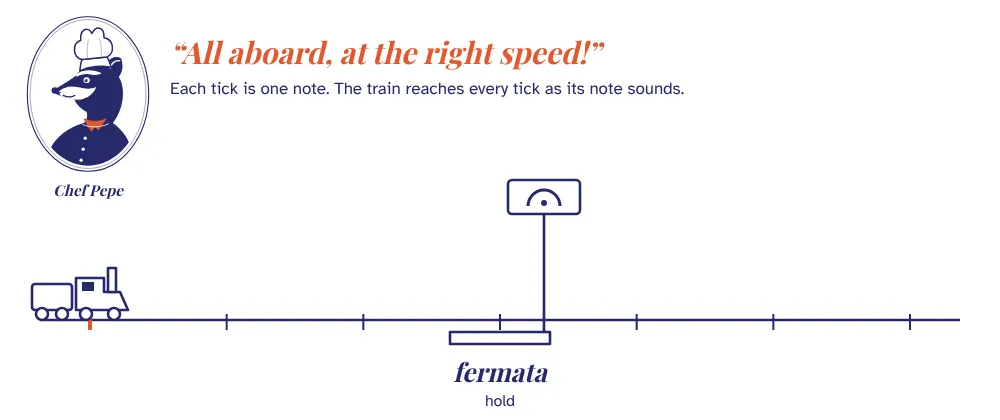 “All aboard, at the right speed!”
Each tick is one note. The train reaches every tick as its note sounds.
Chef Pepe
fermata
hold